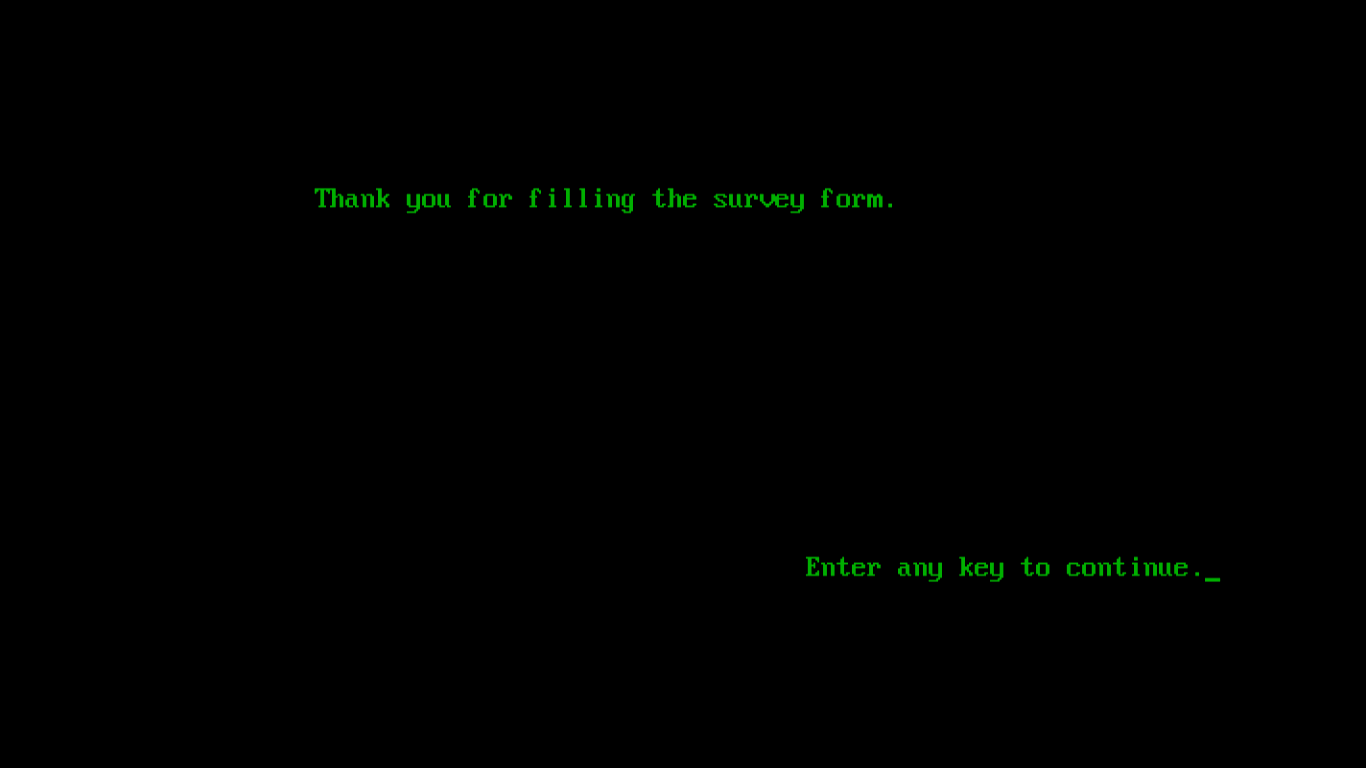 Thank you for filling the survey form.
Enter any key to continue._